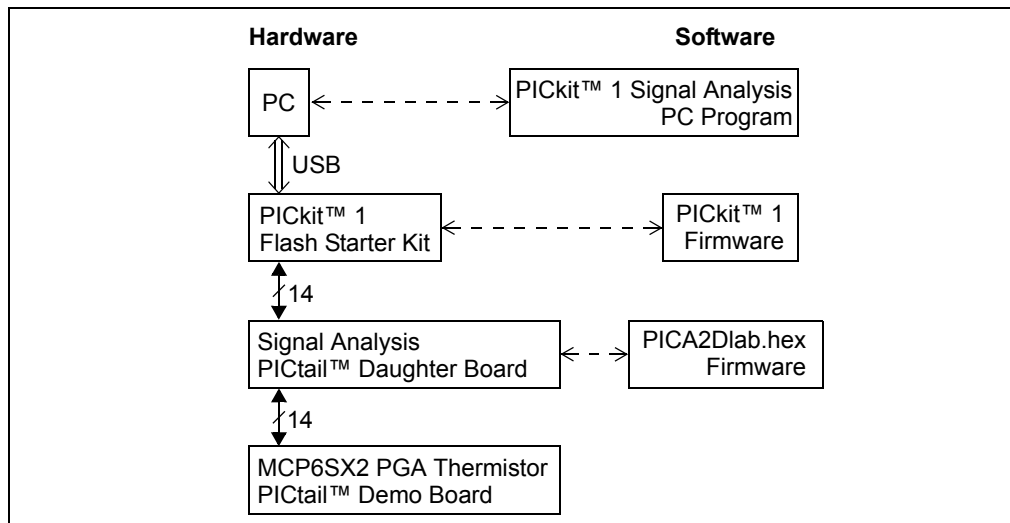 Hardware
Software
PC
PICkit™ 1 Signal Analysis
PC Program
USB
PICkit™ 1
Flash Starter Kit
PICkit™ 1
Firmware
14
Signal Analysis
PICtail™ Daughter Board
PICA2Dlab.hex
Firmware
14
MCP6SX2 PGA Thermistor
PICtail™ Demo Board